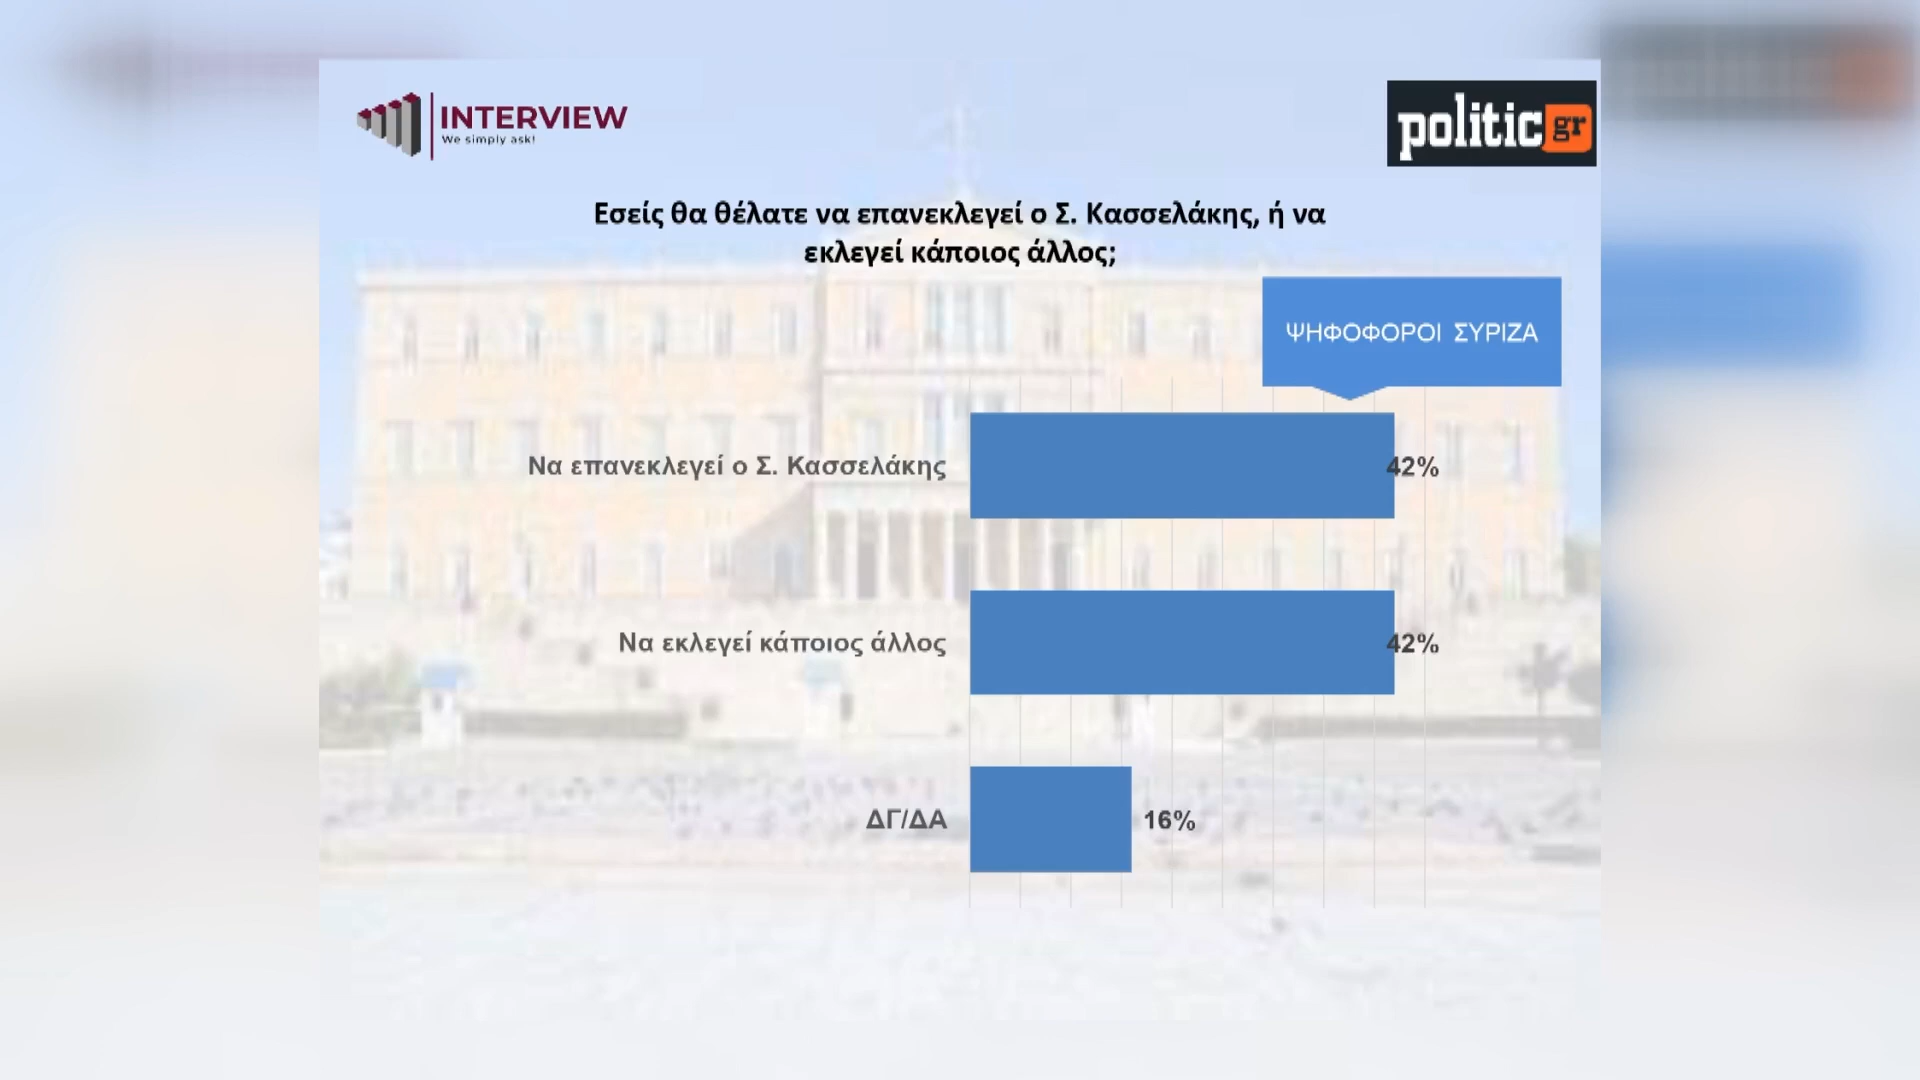 INTERVIEW
We simply ask!
politic gr
Εσείς θα θέλατε να επανεκλεγεί ο Σ. Κασσελάκης, ή να
εκλεγεί κάποιος άλλος;
ΨΗΦΟΦΟΡΟΙ ΣΥΡΙΖΑ
Να επανεκλεγεί ο Σ. Κασσελάκης 42%
Να εκλεγεί κάποιος άλλος 42%
ΔΓ/ΔΑ 16%